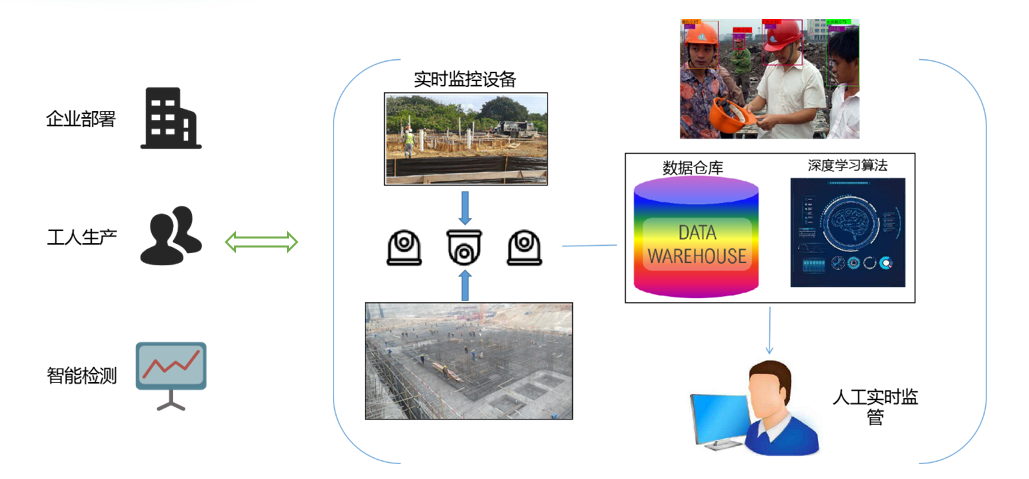 企业部署
工人生产
智能检测
实时监控设备
数据仓库
DATA
WAREHOUSE
深度学习算法
人工实时监
管